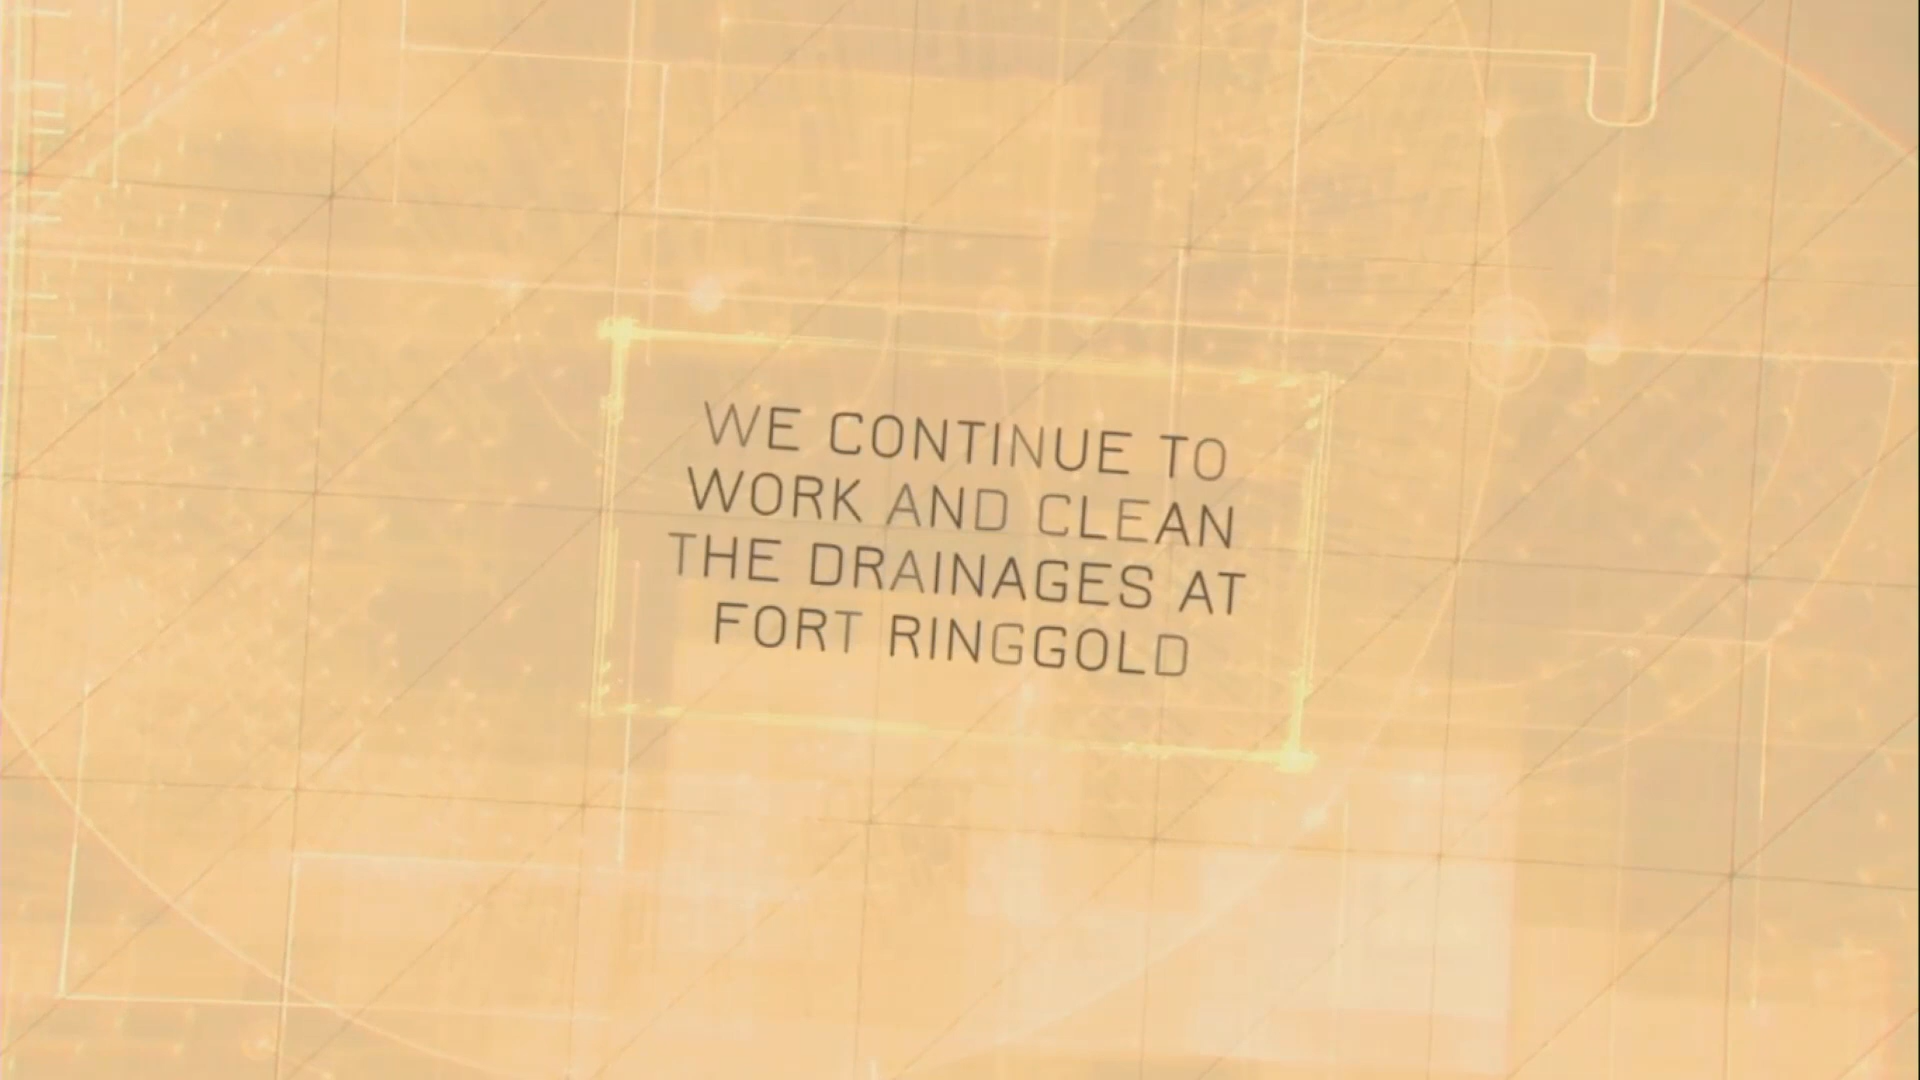 WE CONTINUE TO
WORK AND CLEAN
THE DRAINAGES AT
FORT RINGGOLD